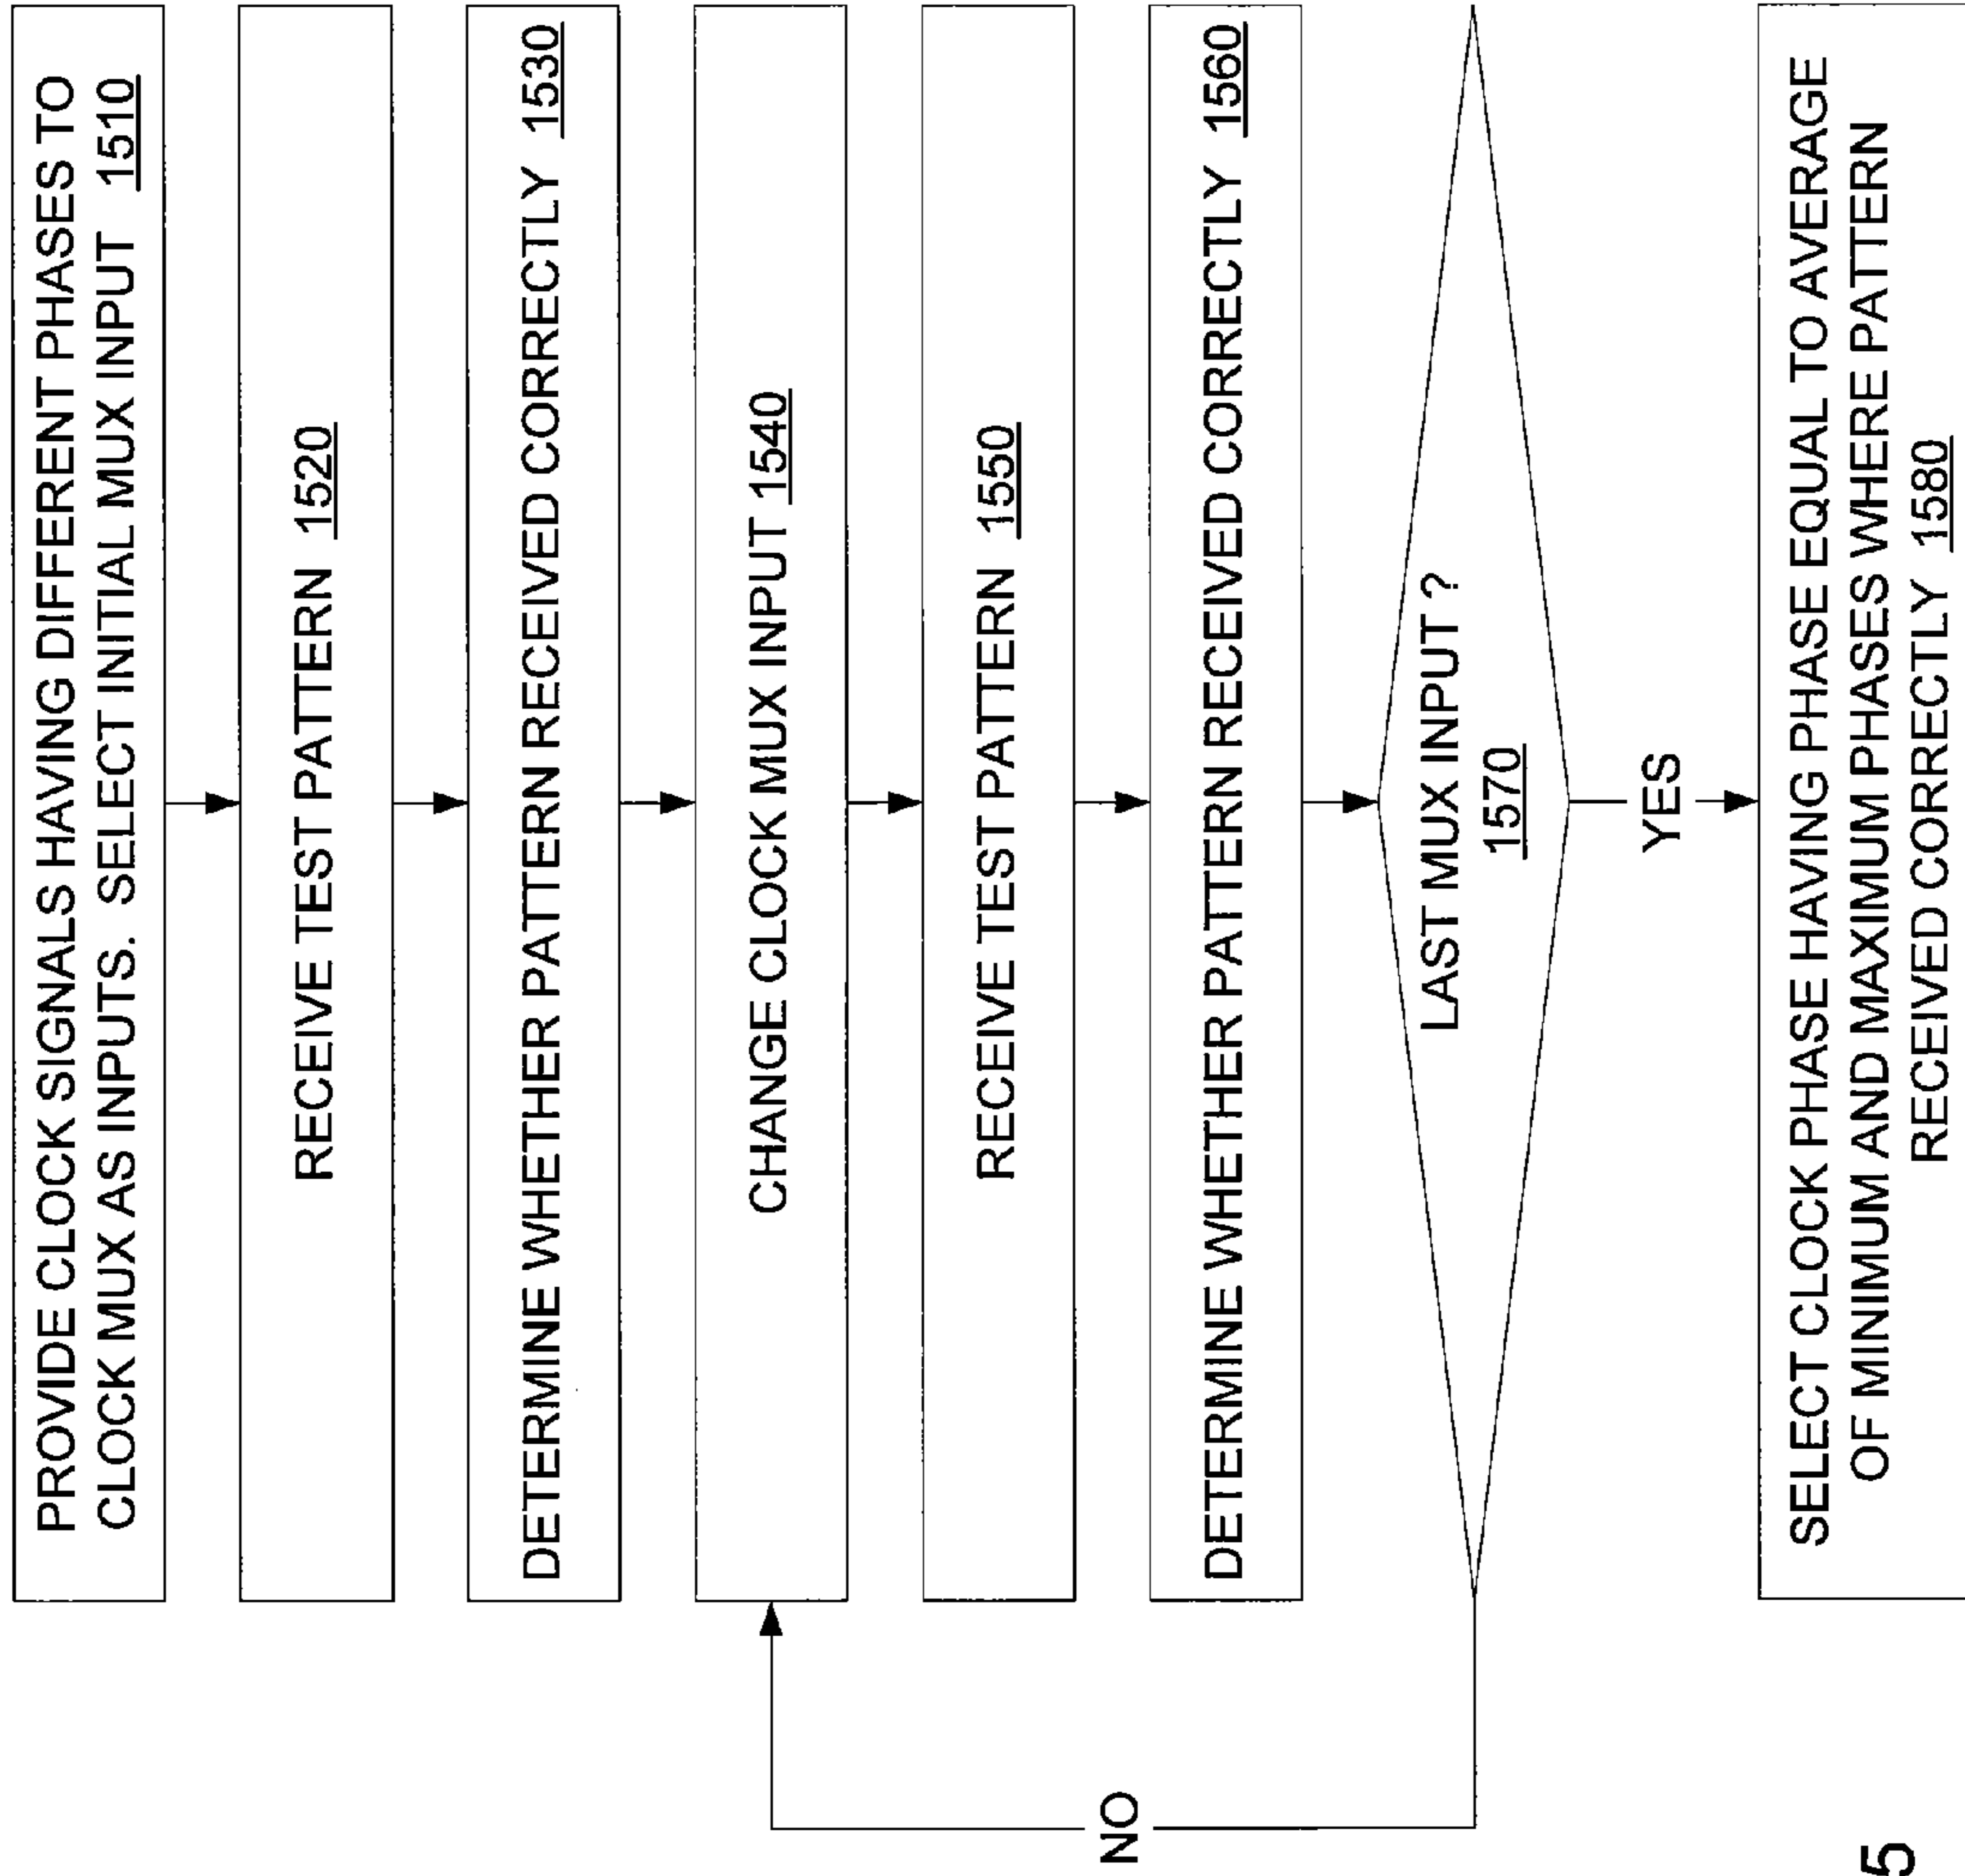 PROVIDE CLOCK SIGNALS HAVING DIFFERENT PHASES TO
CLOCK MUX AS INPUTS. SELECT INITIAL MUX INPUT 1510
RECEIVE TEST PATTERN 1520
DETERMINE WHETHER PATTERN RECEIVED CORRECTLY 1530
CHANGE CLOCK MUX INPUT 1540
RECEIVE TEST PATTERN 1550
DETERMINE WHETHER PATTERN RECEIVED CORRECTLY 1560
LAST MUX INPUT ?
1570
NO
YES
SELECT CLOCK PHASE HAVING PHASE EQUAL TO AVERAGE
OF MINIMUM AND MAXIMUM PHASES WHERE PATTERN
RECEIVED CORRECTLY 1580
5